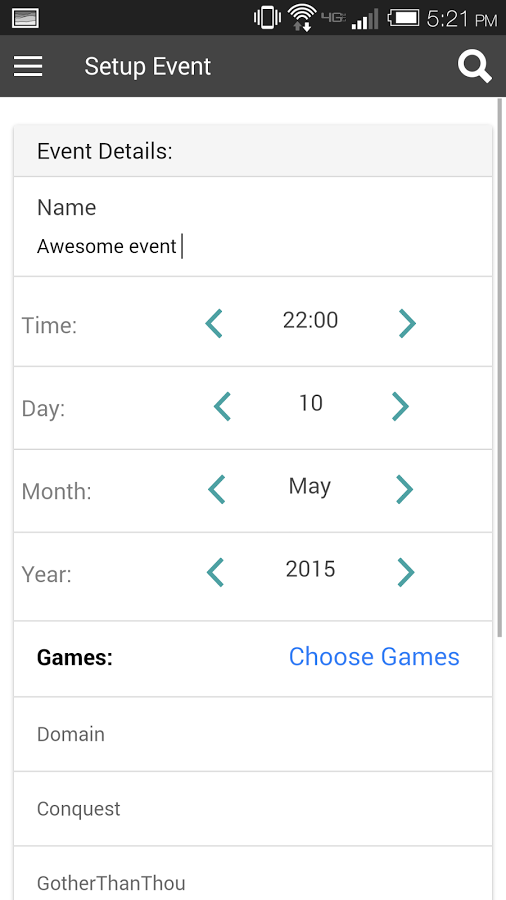 4G 5:21 PM
Setup Event
Event Details:
Name
Awesome event
Time: 22:00
Day: 10
Month: May
Year: 2015
Games: Choose Games
Domain
Conquest
GotherThanThou